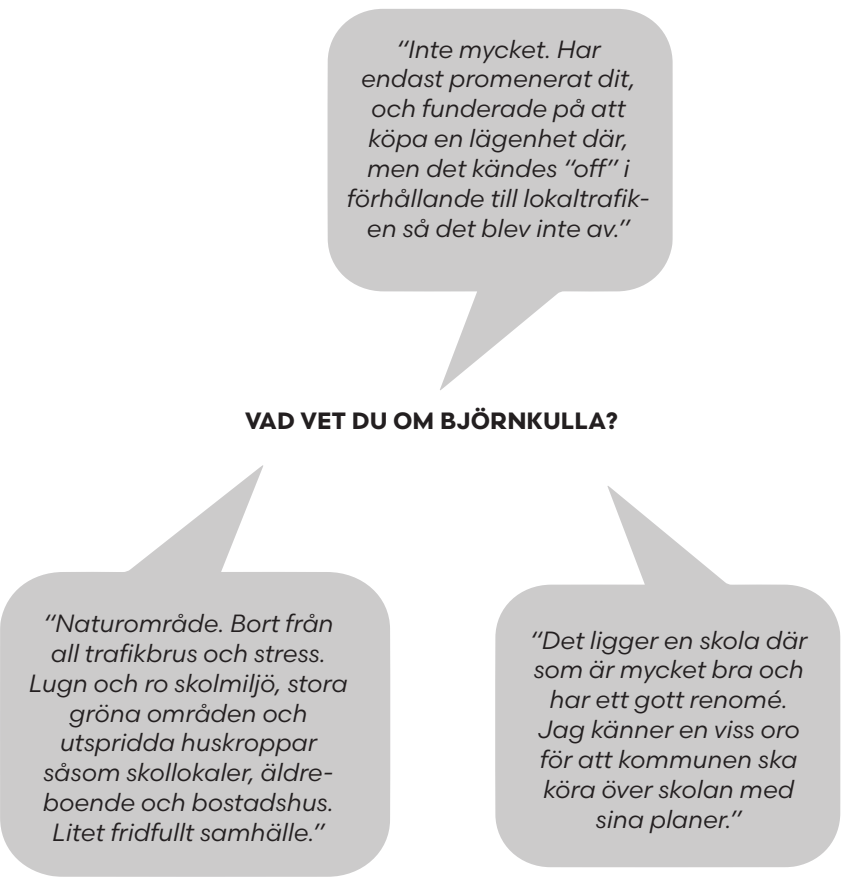 "Inte mycket. Har
endast promenerat dit,
och funderade på att
köpa en lägenhet där,
men det kändes "off" i
förhållande till lokaltrafik-
en så det blev inte av."
VAD VET DU OM BJÖRNKULLA?
"Naturområde. Bort från
all trafikbrus och stress.
Lugn och ro skolmiljö, stora
gröna områden och
utspridda huskroppar
såsom skollokaler, äldre-
boende och bostadshus.
Litet fridfullt samhälle."
"Det ligger en skola där
som är mycket bra och
har ett gott renomé.
Jag känner en viss oro
för att kommunen ska
köra över skolan med
sina planer."